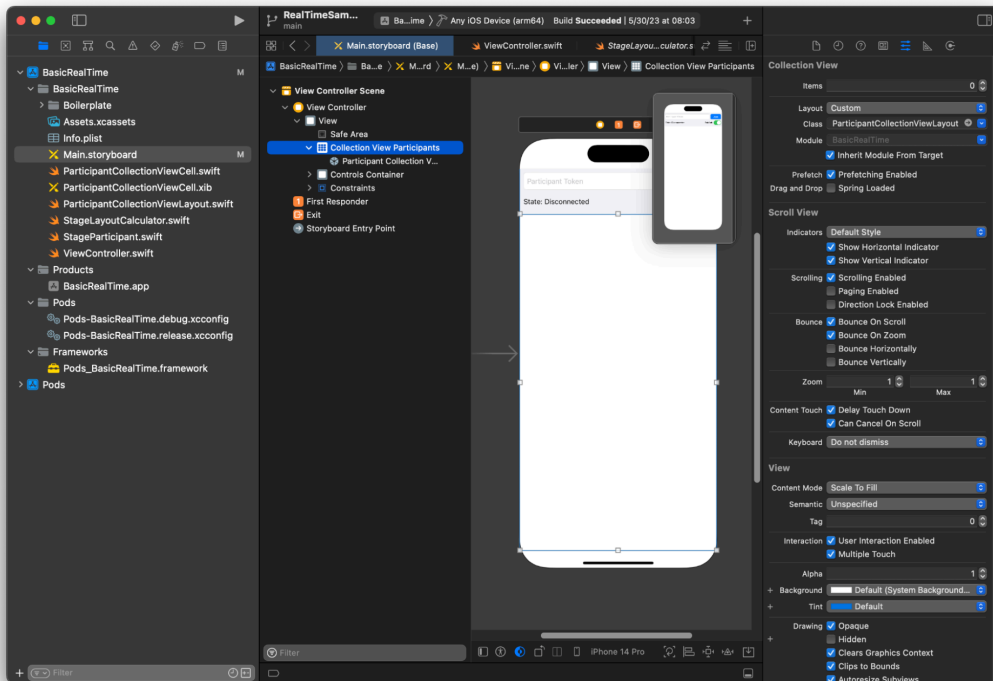 RealTimeSam...
main
Ba...ime 〉 Any iOS Device (arm64)
Build Succeeded | 5/30/23 at 08:03
BasicRealTime M
BasicRealTime
Boilerplate
Assets.xcassets
Info.plist
Main.storyboard M
ParticipantCollectionViewCell.swift
ParticipantCollectionViewCell.xib
ParticipantCollectionViewLayout.swift
StageLayoutCalculator.swift
StageParticipant.swift
ViewController.swift
Products
BasicRealTime.app
Pods
Pods-BasicRealTime.debug.xcconfig
Pods-BasicRealTime.release.xcconfig
Frameworks
Pods_BasicRealTime.framework
Pods
Filter
Main.storyboard (Base)
ViewController.swift
StageLayou...culator.s
BasicRealTime 〉 Ba...e 〉 M...rd 〉 M...e) 〉 Vi...ne 〉 Vi...ler 〉 View 〉 Collection View Participants
View Controller Scene
View Controller
View
Safe Area
Collection View Participants
Participant Collection V...
Controls Container
Constraints
First Responder
Exit
Storyboard Entry Point
Filter
Participant Token
State: Disconnected
iPhone 14 Pro
Collection View
Items 0
Layout Custom
Class ParticipantCollectionViewLayout
Module BasicRealTime
Inherit Module From Target
Prefetch Prefetching Enabled
Drag and Drop Spring Loaded
Scroll View
Indicators Default Style
Show Horizontal Indicator
Show Vertical Indicator
Scrolling Scrolling Enabled
Paging Enabled
Direction Lock Enabled
Bounce Bounce On Scroll
Bounce On Zoom
Bounce Horizontally
Bounce Vertically
Zoom 1 1
Min Max
Content Touch Delay Touch Down
Can Cancel On Scroll
Keyboard Do not dismiss
View
Content Mode Scale To Fill
Semantic Unspecified
Tag 0
Interaction User Interaction Enabled
Multiple Touch
Alpha 1
+ Background Default (System Background...
+ Tint Default
Drawing Opaque
+ Hidden
Clears Graphics Context
Clips to Bounds
Autoresize Subviews